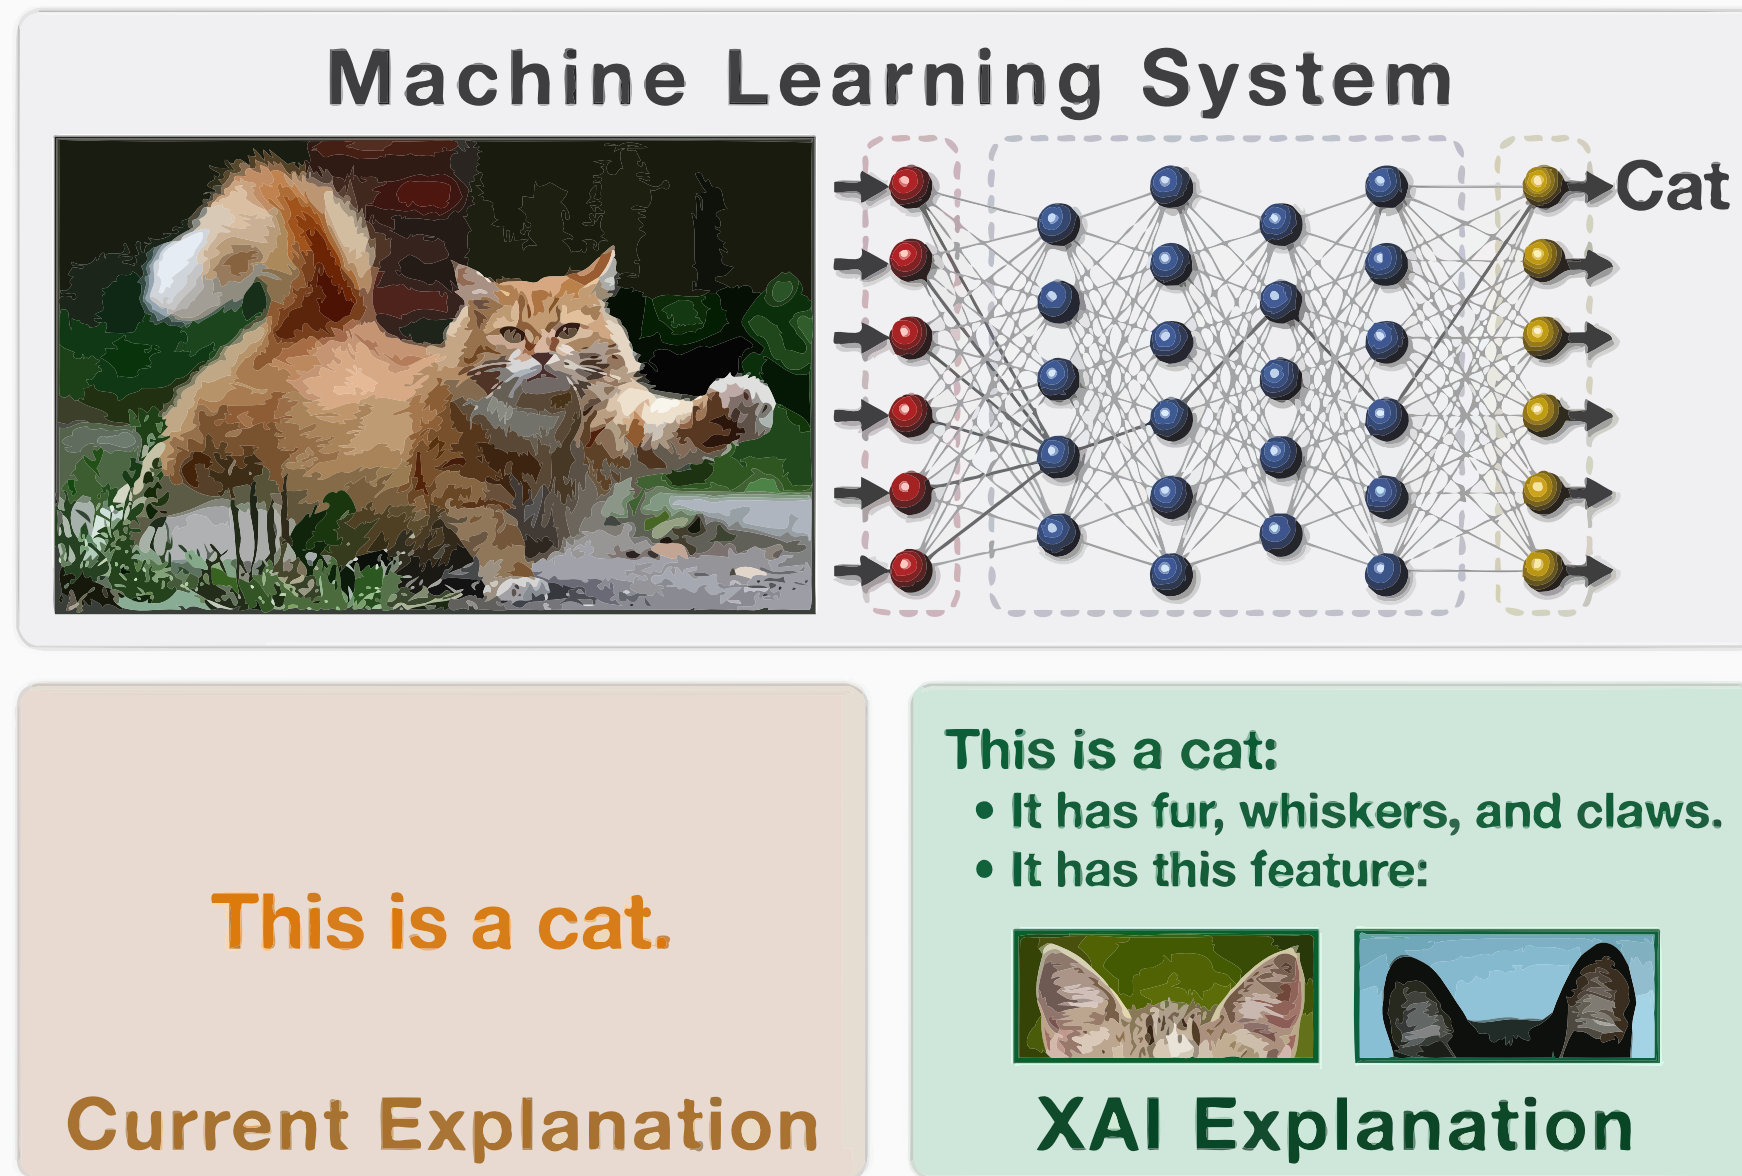 Machine Learning System
Cat
This is a cat.
Current Explanation
This is a cat:
• It has fur, whiskers, and claws.
• It has this feature:
XAI Explanation